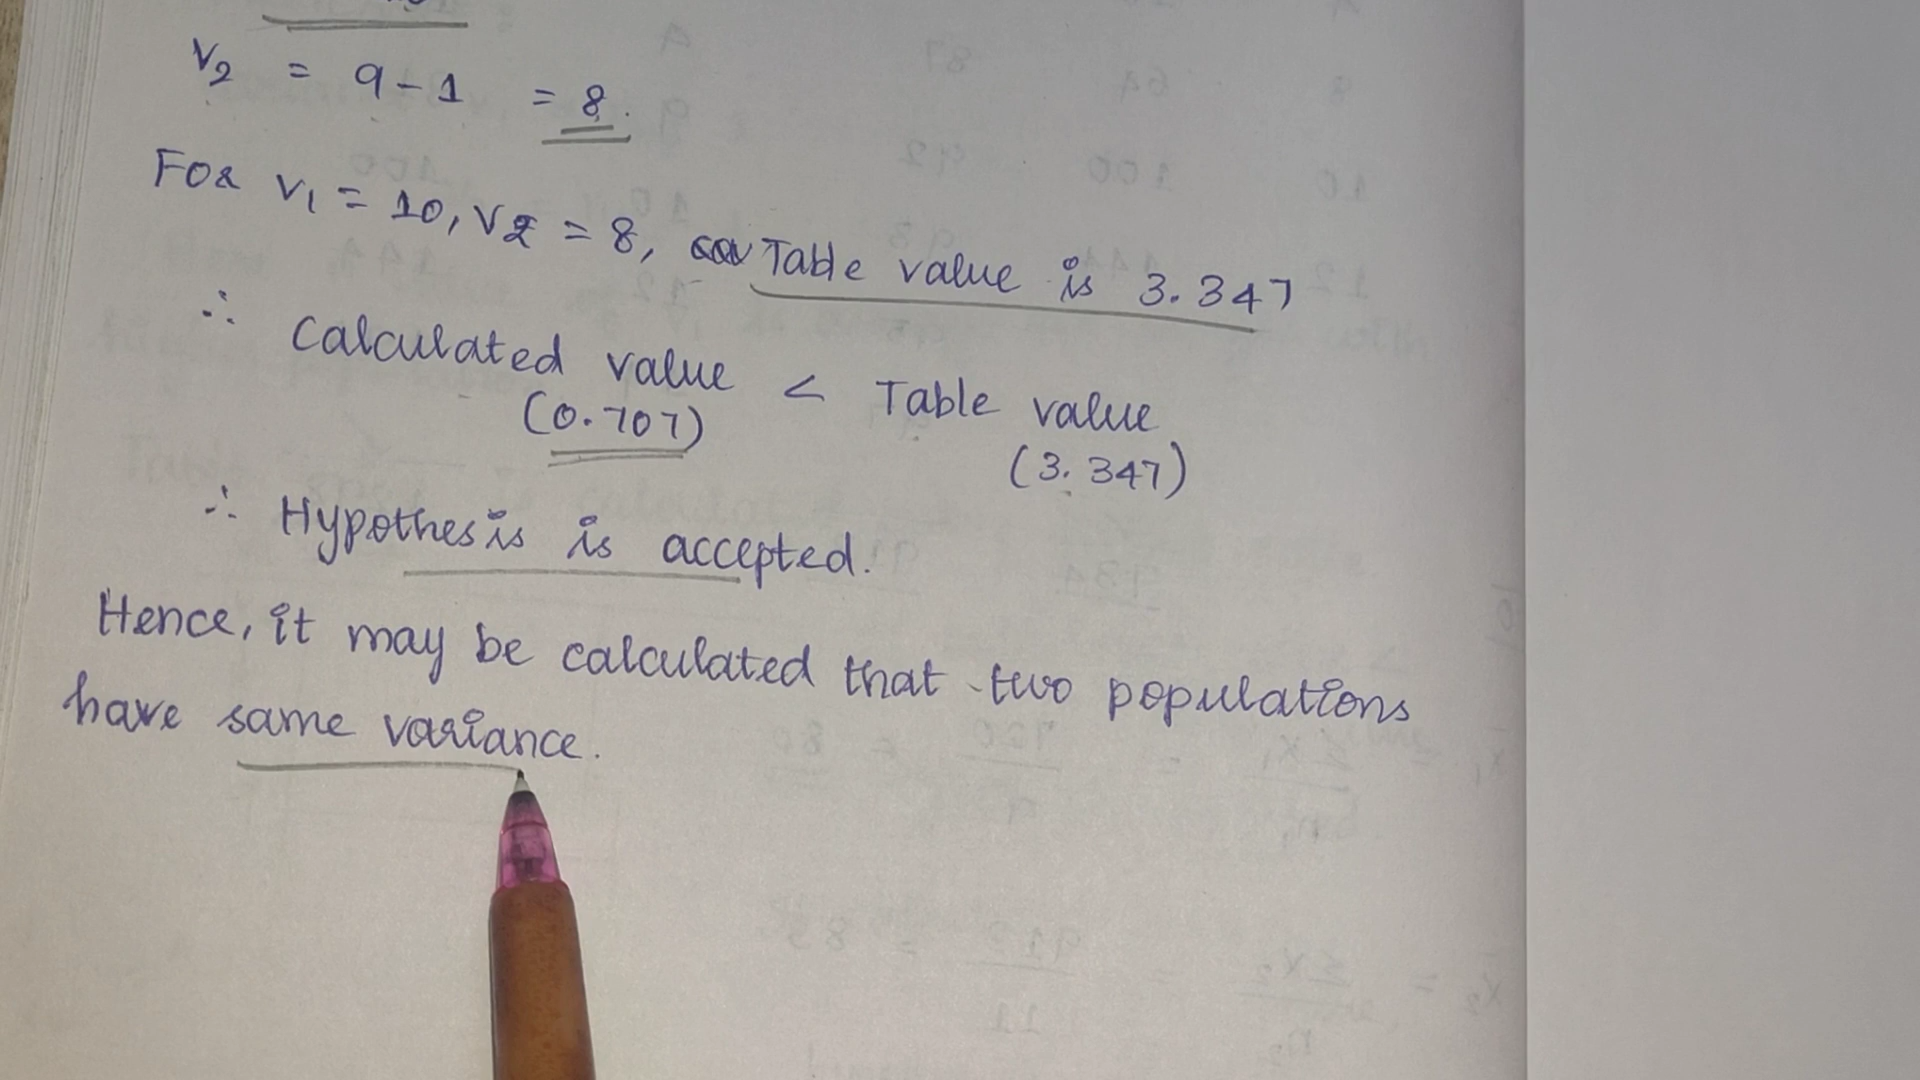 V2 = 9-1 = 8.
For V1 = 10, V2 = 8, Table value is 3.347
∴ Calculated value < Table value
(0.707) (3.347)
∴ Hypothesis is accepted.
Hence, it may be calculated that two populations
have same variance.